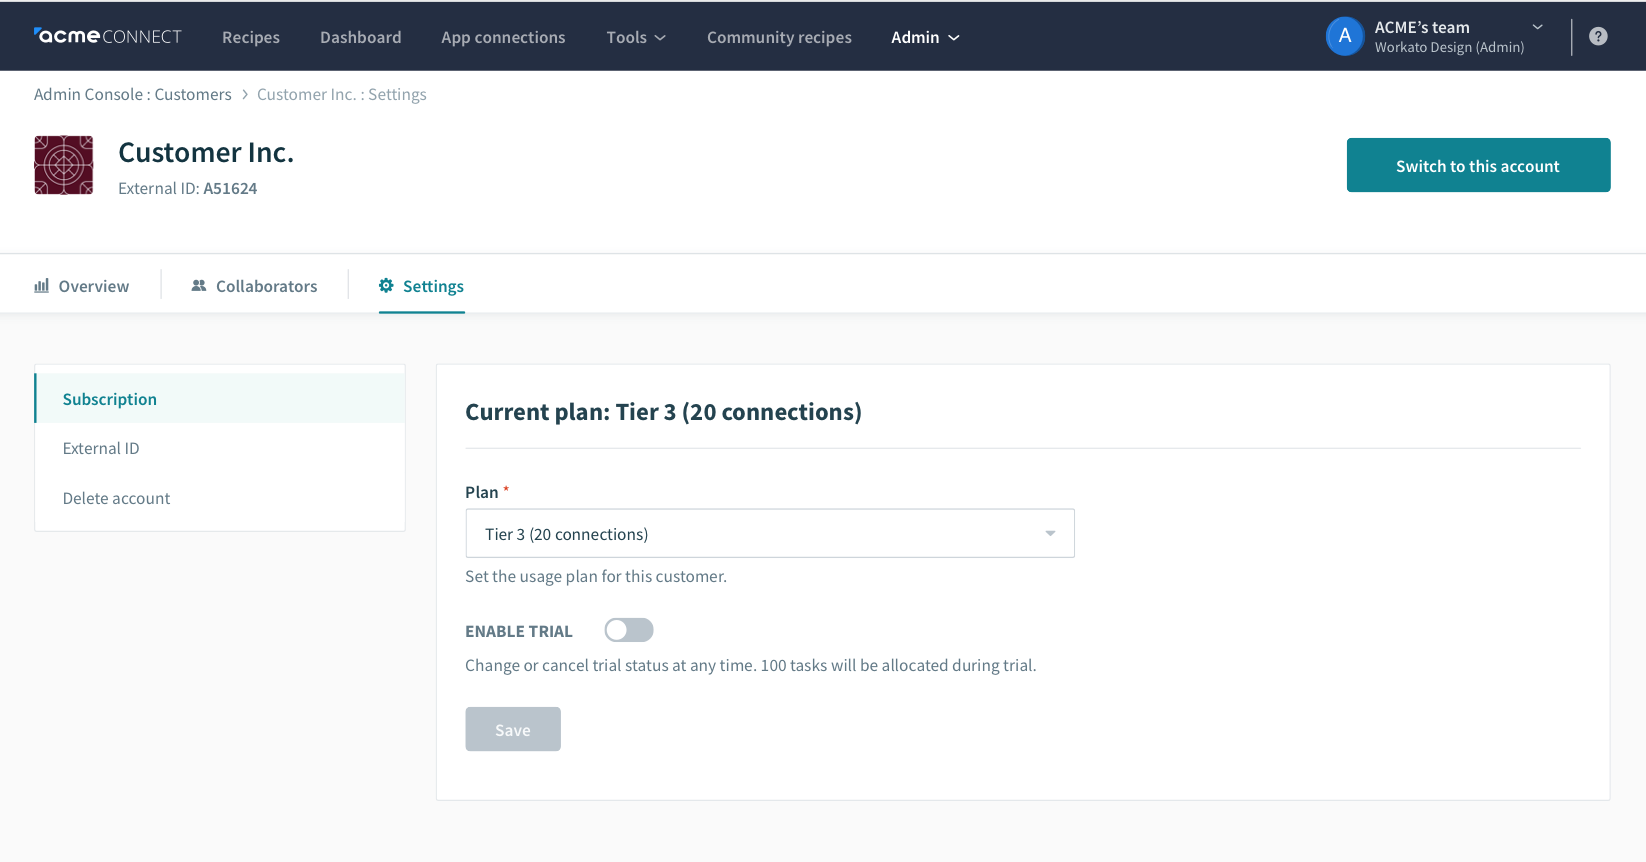 acmeCONNECT Recipes Dashboard App connections Tools Community recipes Admin A ACME's team ?
Workato Design (Admin)
Admin Console : Customers > Customer Inc. : Settings
Customer Inc.
External ID: A51624
Switch to this account
Overview Collaborators Settings
Subscription
External ID
Delete account
Current plan: Tier 3 (20 connections)
Plan *
Tier 3 (20 connections)
Set the usage plan for this customer.
ENABLE TRIAL
Change or cancel trial status at any time. 100 tasks will be allocated during trial.
Save